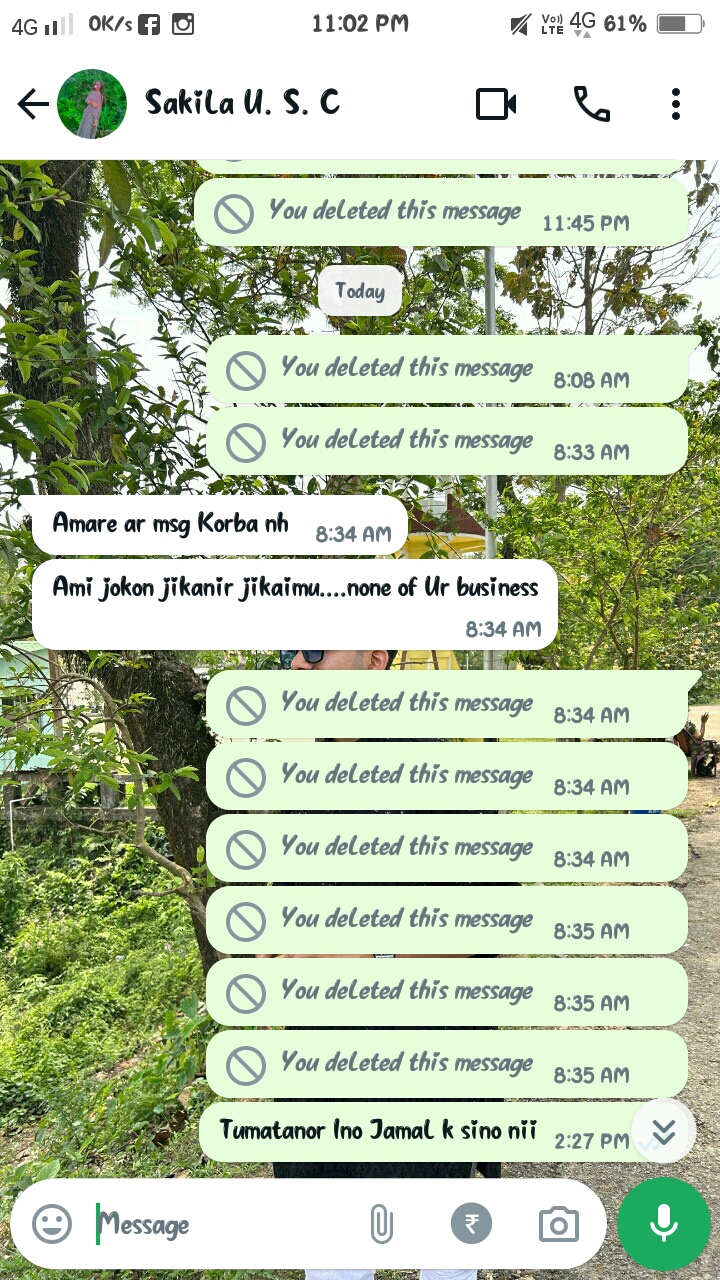 4G 0K/s 11:02 PM Vo)) LTE 4G 61%
Sakila U. S. C
You deleted this message 11:45 PM
Today
You deleted this message 8:08 AM
You deleted this message 8:33 AM
Amare ar msg Korba nh 8:34 AM
Ami jokon jikanir jikaimu....none of Ur business
8:34 AM
You deleted this message 8:34 AM
You deleted this message 8:34 AM
You deleted this message 8:34 AM
You deleted this message 8:35 AM
You deleted this message 8:35 AM
You deleted this message 8:35 AM
Tumatanor Ino Jamal k sino nii 2:27 PM
Message